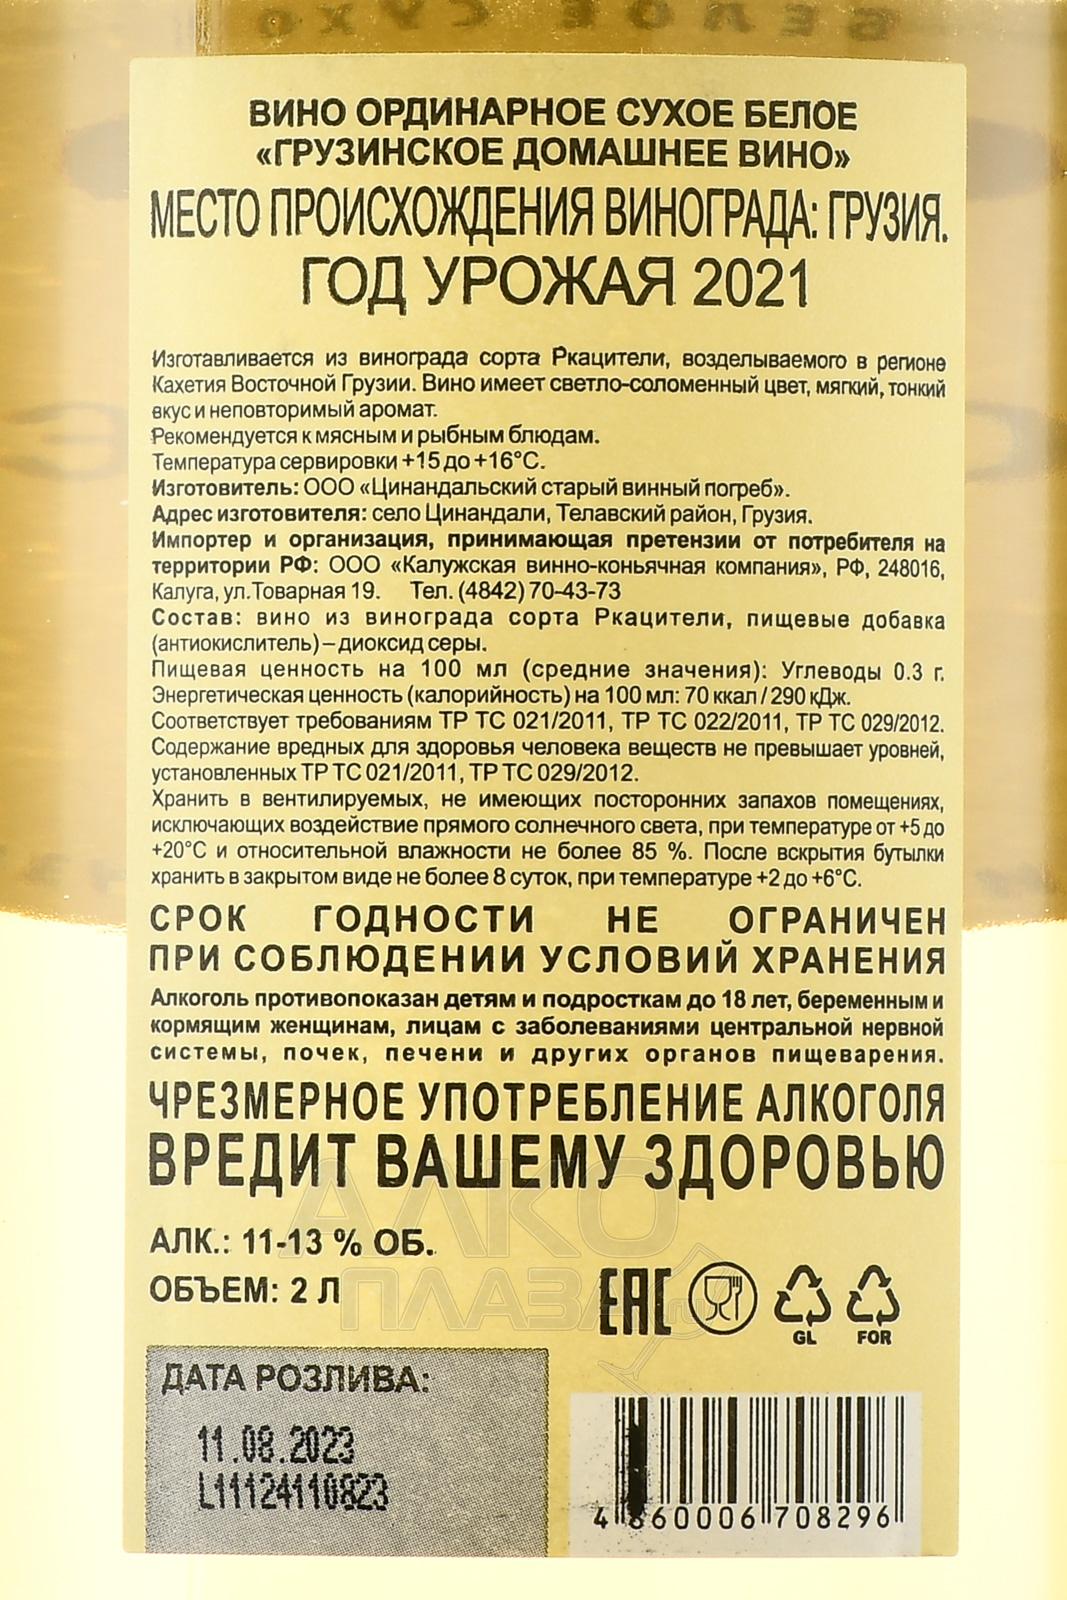 ВИНО ОРДИНАРНОЕ СУХОЕ БЕЛОЕ
«ГРУЗИНСКОЕ ДОМАШНЕЕ ВИНО»
МЕСТО ПРОИСХОЖДЕНИЯ ВИНОГРАДА: ГРУЗИЯ.
ГОД УРОЖАЯ 2021
Изготавливается из винограда сорта Ркацители, возделываемого в регионе
Кахетия Восточной Грузии. Вино имеет светло-соломенный цвет, мягкий, тонкий
вкус и неповторимый аромат.
Рекомендуется к мясным и рыбным блюдам.
Температура сервировки +15 до +16°С.
Изготовитель: ООО «Цинандальский старый винный погреб».
Адрес изготовителя: село Цинандали, Телавский район, Грузия.
Импортер и организация, принимающая претензии от потребителя на
территории РФ: ООО «Калужская винно-коньячная компания», РФ, 248016,
Калуга, ул.Товарная 19. Тел. (4842) 70-43-73
Состав: вино из винограда сорта Ркацители, пищевые добавка
(антиокислитель) – диоксид серы.
Пищевая ценность на 100 мл (средние значения): Углеводы 0.3 г.
Энергетическая ценность (калорийность) на 100 мл: 70 ккал / 290 кДж.
Соответствует требованиям ТР ТС 021/2011, ТР ТС 022/2011, ТР ТС 029/2012.
Содержание вредных для здоровья человека веществ не превышает уровней,
установленных ТР ТС 021/2011, ТР ТС 029/2012.
Хранить в вентилируемых, не имеющих посторонних запахов помещениях,
исключающих воздействие прямого солнечного света, при температуре от +5 до
+20°С и относительной влажности не более 85 %. После вскрытия бутылки
хранить в закрытом виде не более 8 суток, при температуре +2 до +6°С.
СРОК ГОДНОСТИ НЕ ОГРАНИЧЕН
ПРИ СОБЛЮДЕНИИ УСЛОВИЙ ХРАНЕНИЯ
Алкоголь противопоказан детям и подросткам до 18 лет, беременным и
кормящим женщинам, лицам с заболеваниями центральной нервной
системы, почек, печени и других органов пищеварения.
ЧРЕЗМЕРНОЕ УПОТРЕБЛЕНИЕ АЛКОГОЛЯ
ВРЕДИТ ВАШЕМУ ЗДОРОВЬЮ
АЛКО
ПЛАЗА
АЛК.: 11-13 % ОБ.
ОБЪЕМ: 2 Л
EAC
GL FOR
ДАТА РОЗЛИВА:
11.08.2023
L11124110823
4 860006 708296